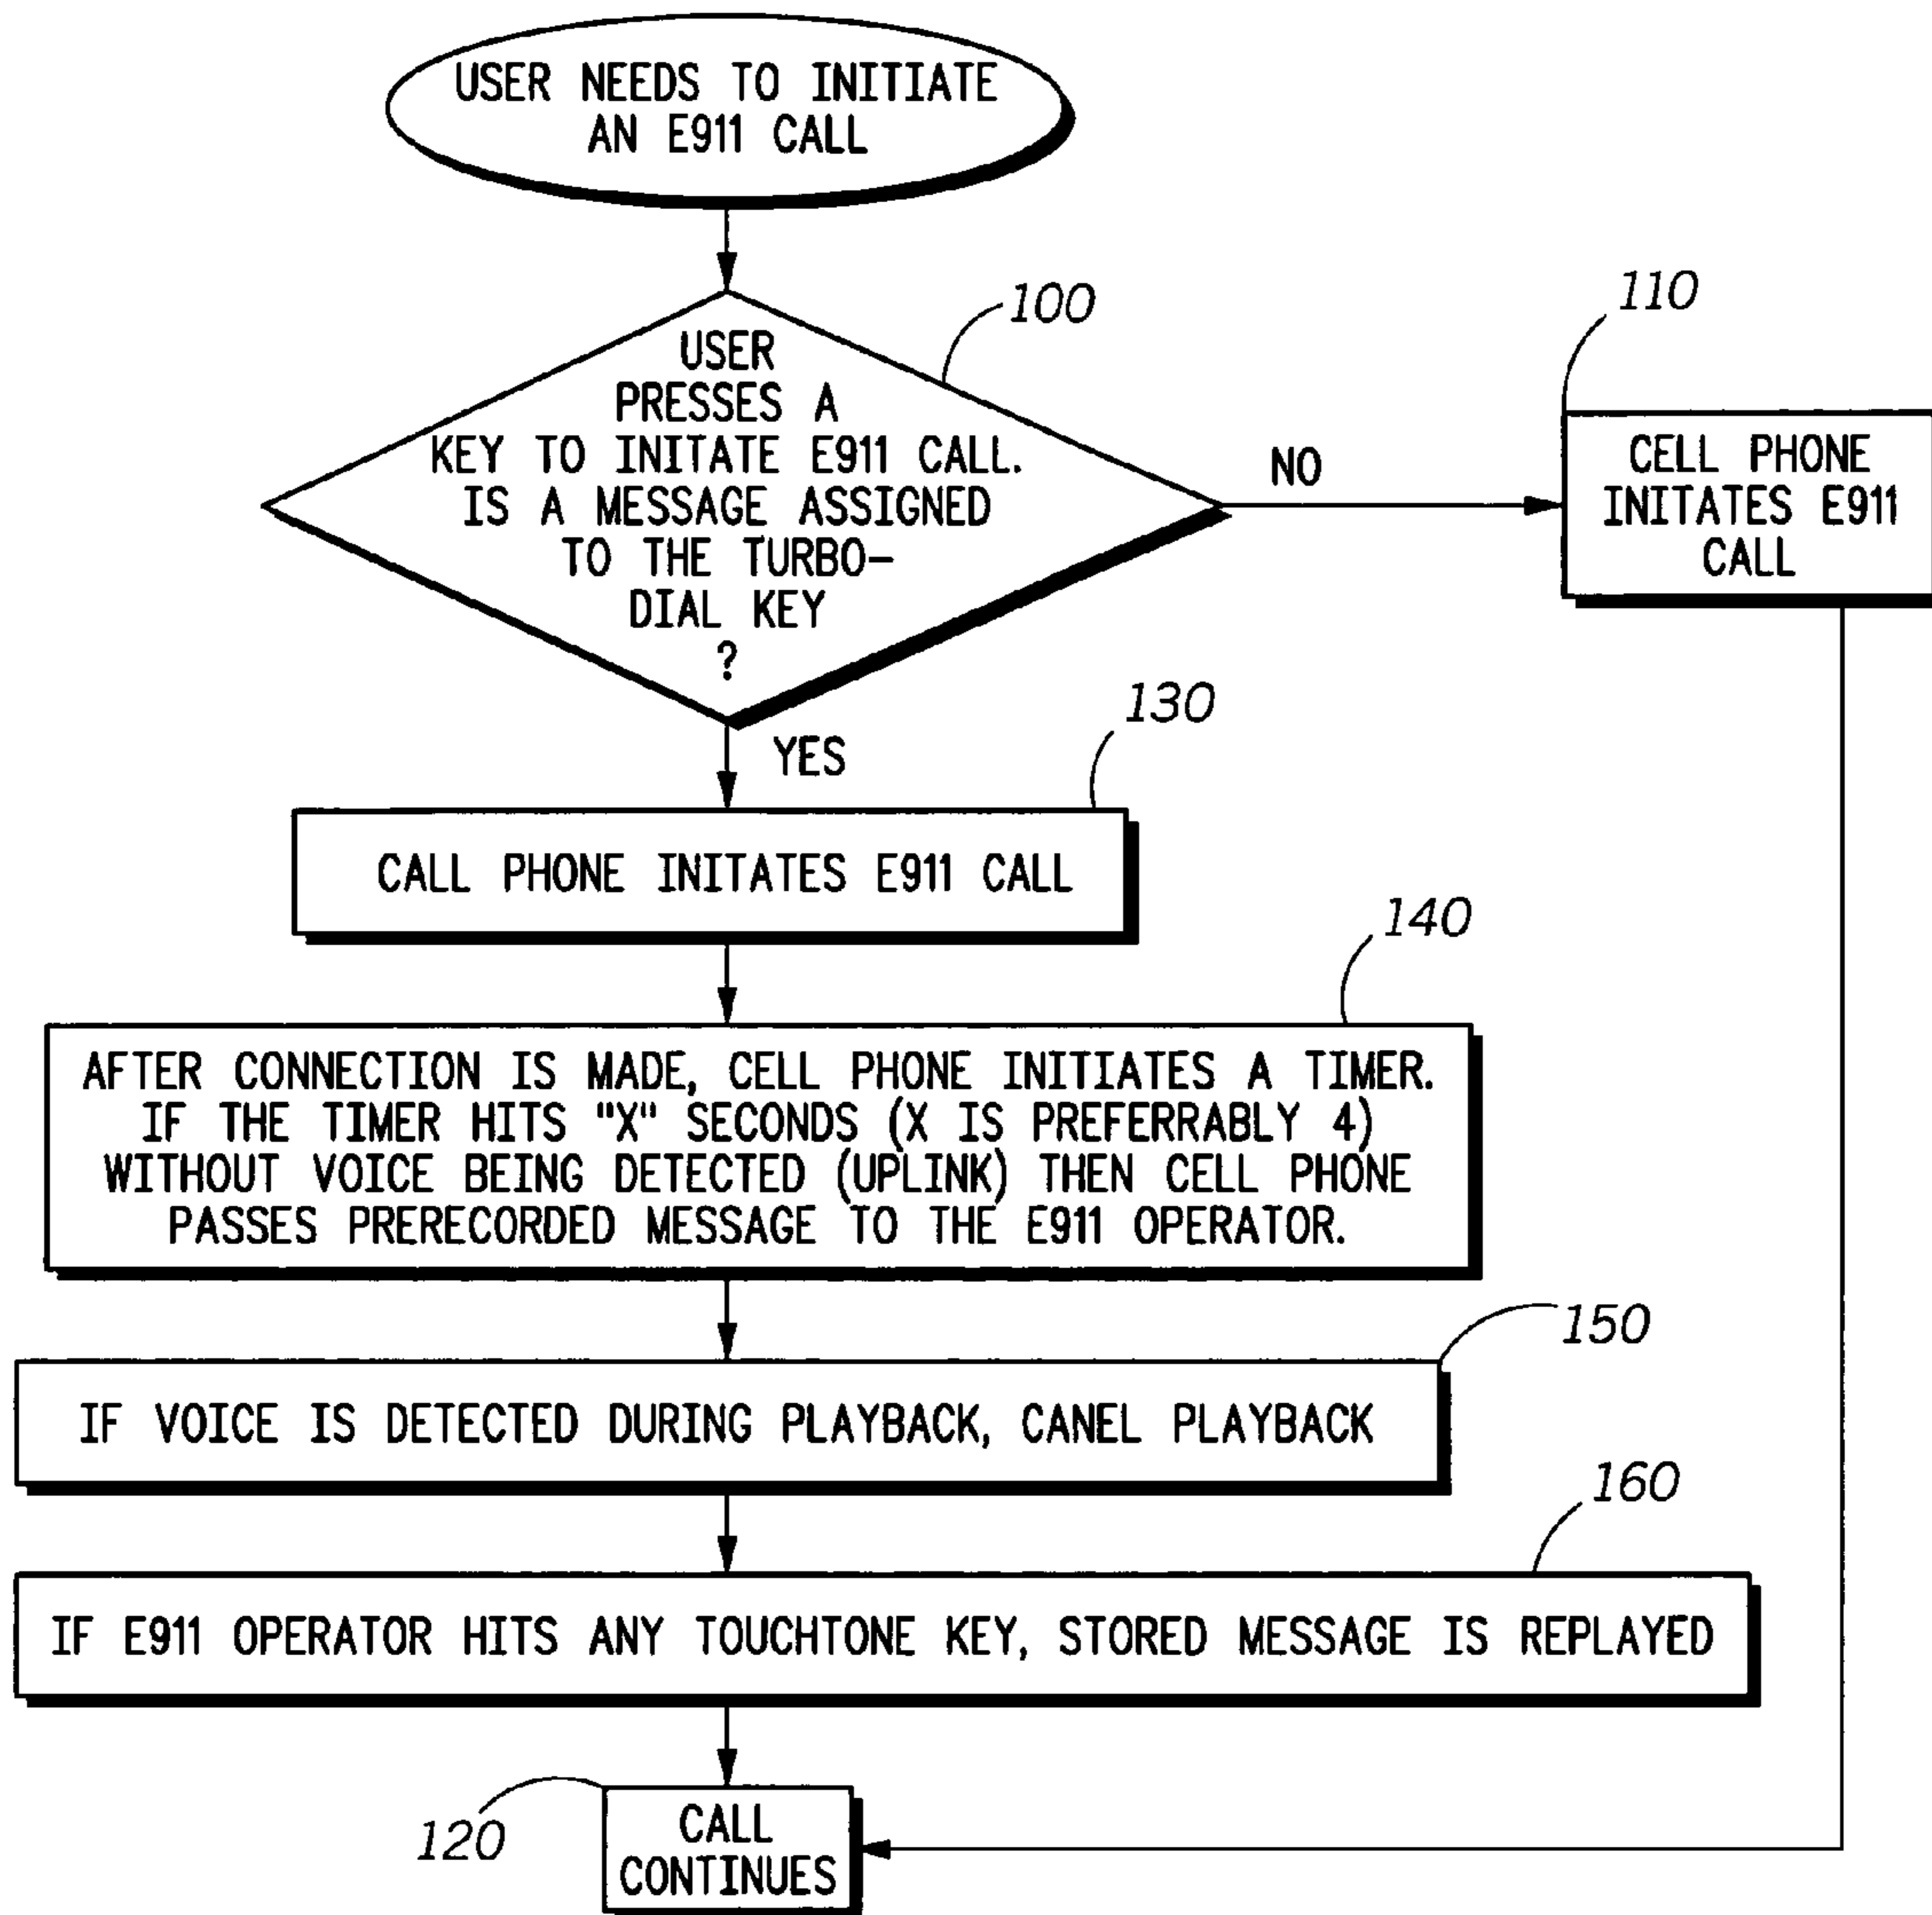 USER NEEDS TO INITIATE
AN E911 CALL
100
USER
PRESSES A
KEY TO INITATE E911 CALL.
IS A MESSAGE ASSIGNED
TO THE TURBO-
DIAL KEY
?
NO
110
CELL PHONE
INITATES E911
CALL
YES
130
CALL PHONE INITATES E911 CALL
140
AFTER CONNECTION IS MADE, CELL PHONE INITIATES A TIMER.
IF THE TIMER HITS "X" SECONDS (X IS PREFERRABLY 4)
WITHOUT VOICE BEING DETECTED (UPLINK) THEN CELL PHONE
PASSES PRERECORDED MESSAGE TO THE E911 OPERATOR.
150
IF VOICE IS DETECTED DURING PLAYBACK, CANEL PLAYBACK
160
IF E911 OPERATOR HITS ANY TOUCHTONE KEY, STORED MESSAGE IS REPLAYED
120
CALL
CONTINUES